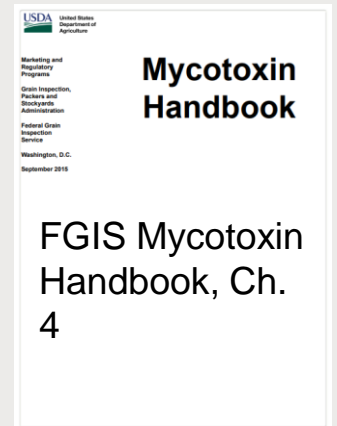 USDA
United States
Department of
Agriculture
Marketing and
Regulatory
Programs
Grain Inspection,
Packers and
Stockyards
Administration
Federal Grain
Inspection
Service
Washington, D.C.
September 2015
Mycotoxin
Handbook
FGIS Mycotoxin
Handbook, Ch.
4